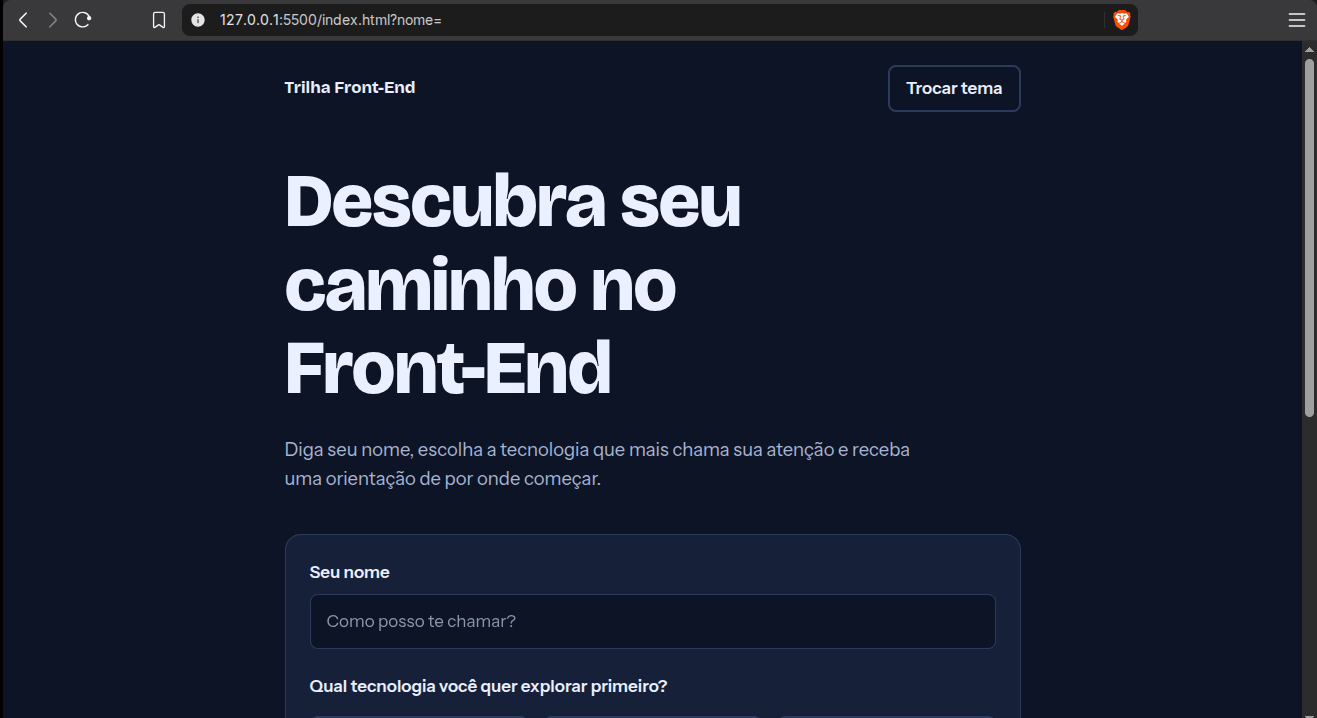 127.0.0.1:5500/index.html?nome=
Trilha Front-End
Trocar tema
Descubra seu
caminho no
Front-End
Diga seu nome, escolha a tecnologia que mais chama sua atenção e receba
uma orientação de por onde começar.
Seu nome
Como posso te chamar?
Qual tecnologia você quer explorar primeiro?